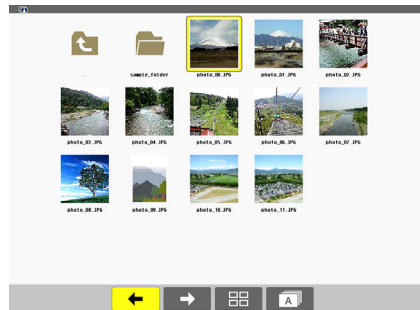 ..
sample_folder
photo_00.JPG
photo_01.JPG
photo_02.JPG
photo_03.JPG
photo_04.JPG
photo_05.JPG
photo_06.JPG
photo_07.JPG
photo_08.JPG
photo_09.JPG
photo_10.JPG
photo_11.JPG
A